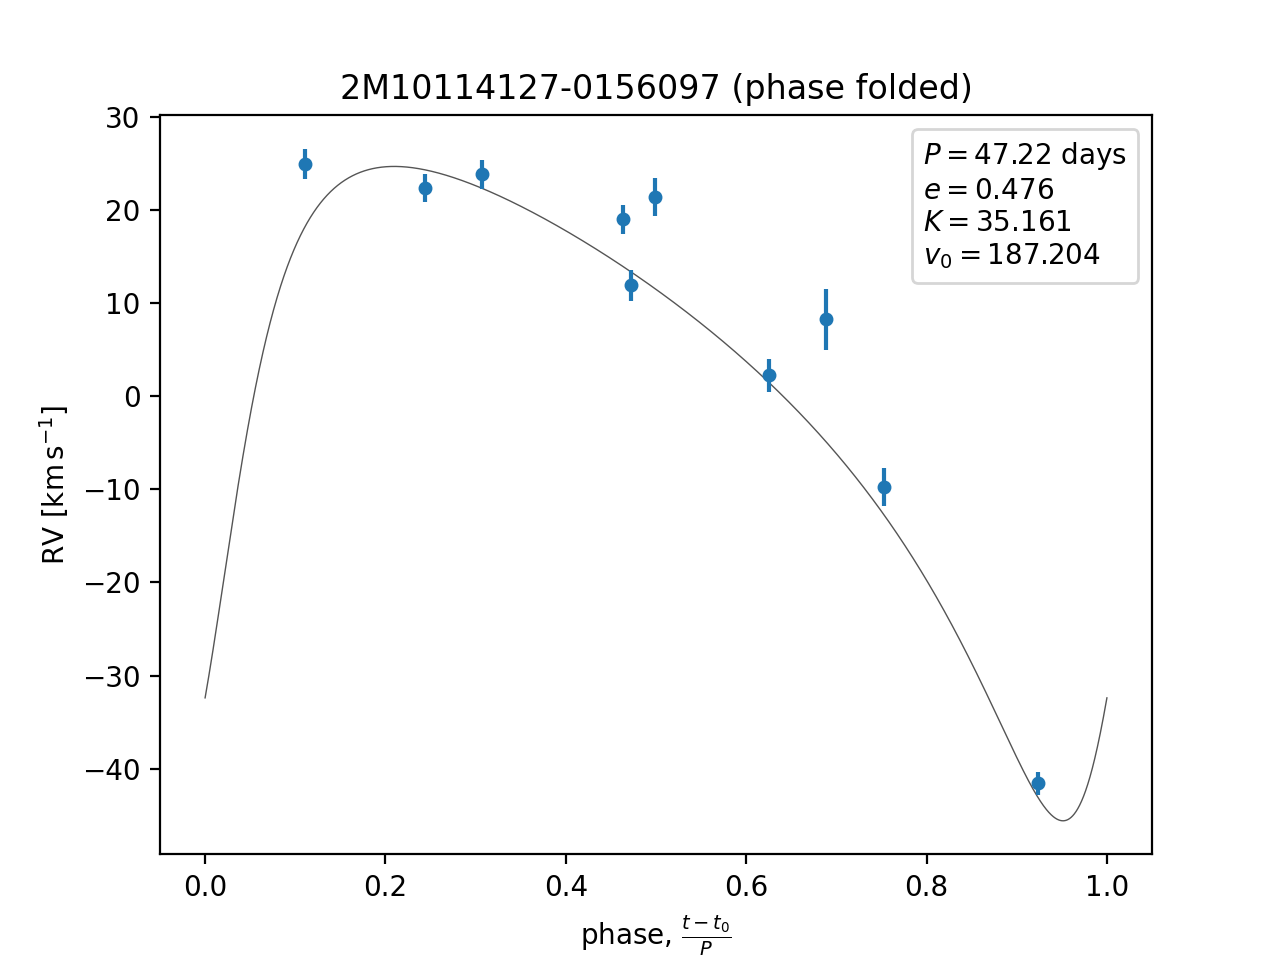 2M10114127-0156097 (phase folded)
P = 47.22 days
e = 0.476
K = 35.161
v₀ = 187.204
30
20
10
0
−10
−20
−30
−40
RV [km s⁻¹]
0.0 0.2 0.4 0.6 0.8 1.0
phase, (t − t₀)/P